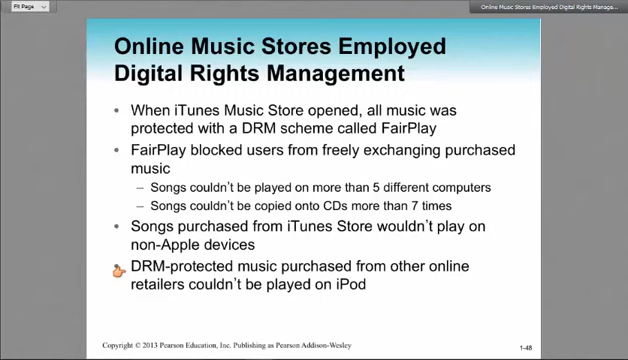 Fit Page
Online Music Stores Employed Digital Rights Manage...
Online Music Stores Employed
Digital Rights Management
• When iTunes Music Store opened, all music was
protected with a DRM scheme called FairPlay
• FairPlay blocked users from freely exchanging purchased
music
– Songs couldn't be played on more than 5 different computers
– Songs couldn't be copied onto CDs more than 7 times
• Songs purchased from iTunes Store wouldn't play on
non-Apple devices
• DRM-protected music purchased from other online
retailers couldn't be played on iPod
Copyright © 2013 Pearson Education, Inc. Publishing as Pearson Addison-Wesley
1-48